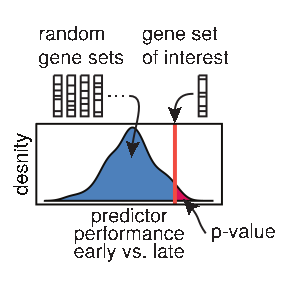 random
gene sets
gene set
of interest
desnity
predictor
performance
early vs. late
p-value